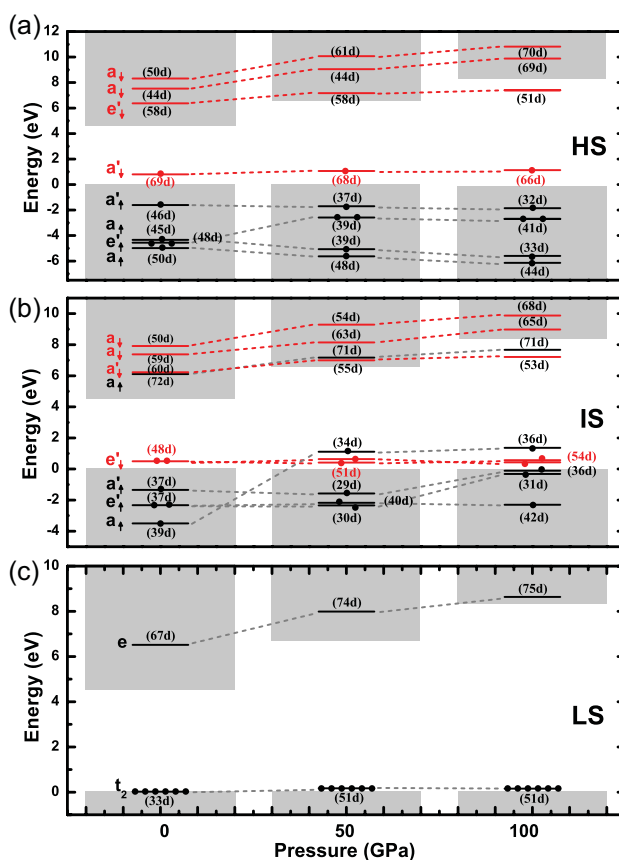 (a)
12
10
8
6
4
2
0
-2
-4
-6
Energy (eV)
a↓ (50d) (61d) (70d)
a↓ (44d) (44d) (69d)
e'↓ (58d) (58d) (51d)
HS
a'↓ (69d) (68d) (66d)
a'↑ (46d) (37d) (32d)
a↑ (45d) (39d) (41d)
e'↑ (48d) (39d) (33d)
a↑ (50d) (48d) (44d)
(b)
10
8
6
4
2
0
-2
-4
Energy (eV)
a↓ (50d) (54d) (68d)
a↓ (59d) (63d) (65d)
a'↓ (60d) (71d) (71d)
a↑ (72d) (55d) (53d)
IS
e'↓ (48d) (34d) (36d)
(51d) (54d)
a'↑ (37d) (29d) (36d)
e'↑ (37d) (40d) (31d)
a↑ (39d) (30d) (42d)
(c)
10
8
6
4
2
0
Energy (eV)
e (67d) (74d) (75d)
LS
t2 (33d) (51d) (51d)
0 50 100
Pressure (GPa)